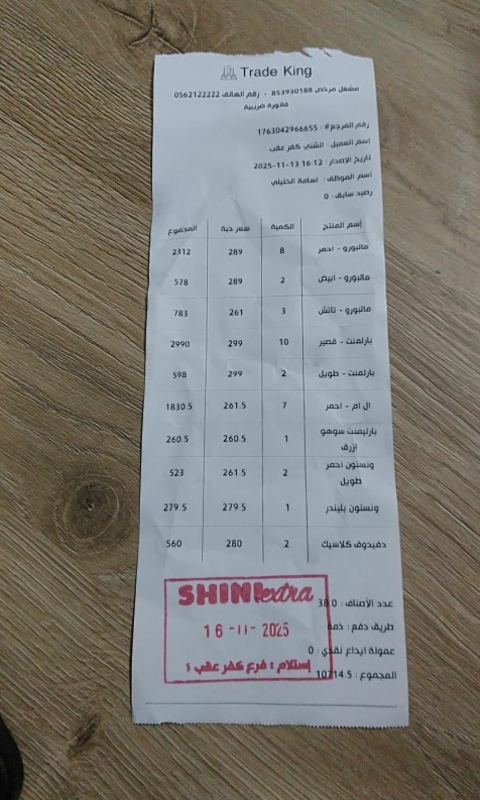 Trade King
مشغل مرخص 853930188 - رقم الهاتف 0562122222
فاتورة ضريبية
رقم المرجع# : 1763042966655
إسم العميل : الشني كفر عقب
تاريخ الإصدار : 16:12 2025-11-13
اسم الموظف : اسامة الخليلي
رصيد سابق : 0
إسم المنتج الكمية سعر حبة المجموع
مالبورو - احمر 8 289 2312
مالبورو - ابيض 2 289 578
مالبورو - تاتش 3 261 783
بارلمنت - قصير 10 299 2990
بارلمنت - طويل 2 299 598
ال ام - احمر 7 261.5 1830.5
بارليمنت سوهو ازرق 1 260.5 260.5
ونستون احمر طويل 2 261.5 523
ونستون بليندر 1 279.5 279.5
دفيدوف كلاسيك 2 280 560
عدد الأصناف : 38.0
طريق دفع : ذمة
عمولة ايداع نقدي : 0
المجموع : 10714.5
SHINI extra
16 -11- 2025
إستلام : فرع كفر عقب 1